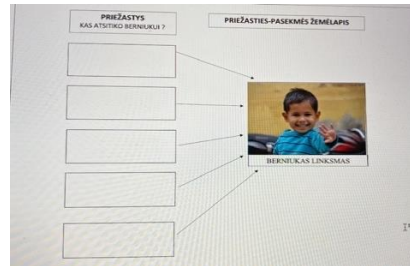 PRIEŽASTYS
KAS ATSITIKO BERNIUKUI ?
PRIEŽASTIES-PASEKMĖS ŽEMĖLAPIS
BERNIUKAS LINKSMAS